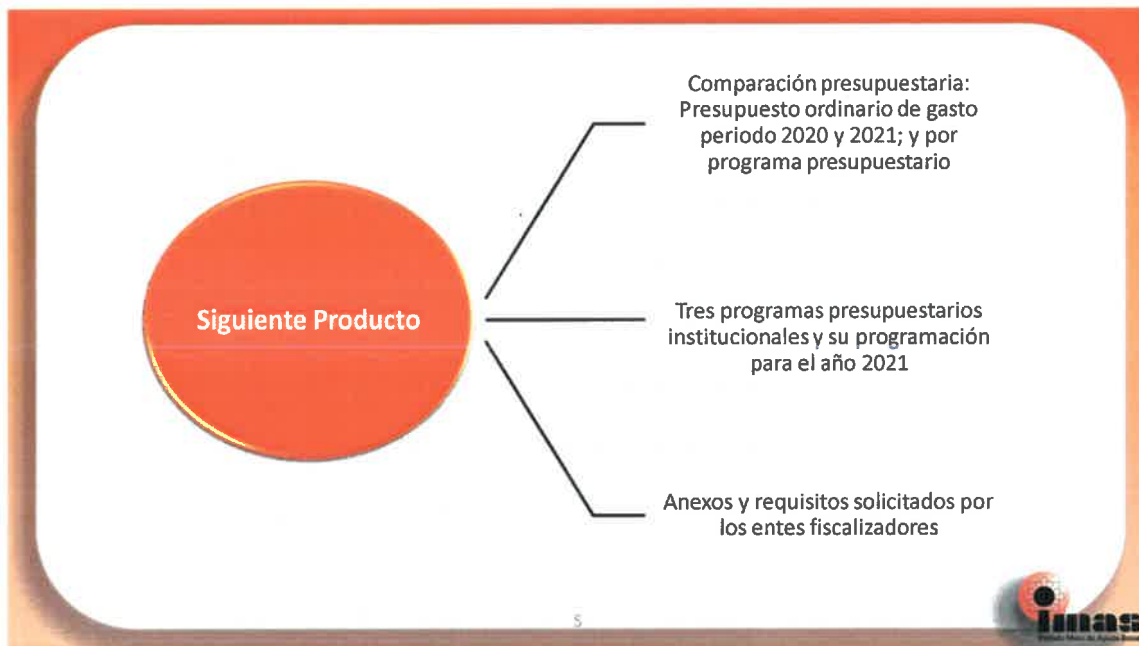 Comparación presupuestaria:
Presupuesto ordinario de gasto
periodo 2020 y 2021; y por
programa presupuestario
Siguiente Producto
Tres programas presupuestarios
institucionales y su programación
para el año 2021
Anexos y requisitos solicitados por
los entes fiscalizadores
5
imas